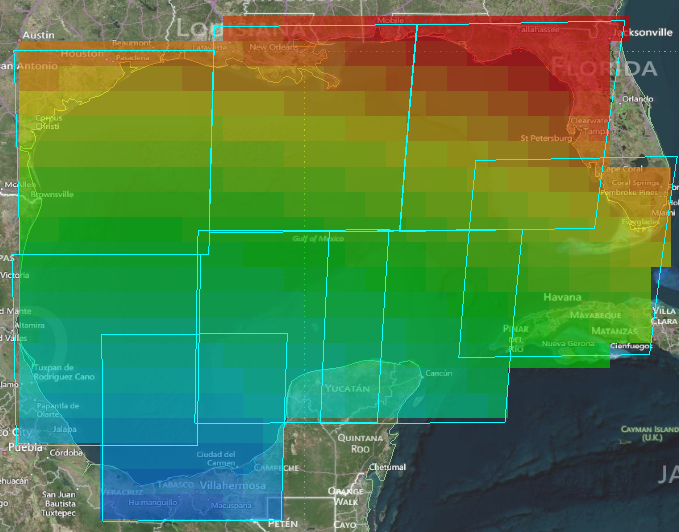 LOUISIANA
Mobile
Tallahassee
Austin
Jacksonville
Beaumont
Lafayette
New Orleans
Houston
Pasadena
San Antonio
FLORIDA
Orlando
Corpus
Christi
Clearwater
Tampa
St Petersburg
Cape Coral
McAllen
Coral Springs
Brownsville
Pembroke Pines
Miami
Everglades
Gulf of Mexico
Victoria
Havana
MAYABEQUE
VILLA
CLARA
Altamira
PINAR
DEL
RÍO
MATANZAS
Nueva Gerona
Cienfuegos
Tuxpan de
Rodríguez Cano
Cancún
YUCATÁN
Papantla de
Olarte
Jalapa
CAYMAN ISLAND
(U.K.)
Puebla
Córdoba
QUINTANA
ROO
Ciudad del
Carmen
CAMPECHE
Chetumal
San Juan
Bautista
Tuxtepec
VERACRUZ
TABASCO
Villahermosa
Huimanguillo
Macuspana
ORANGE
WALK
PETÉN
CAYO